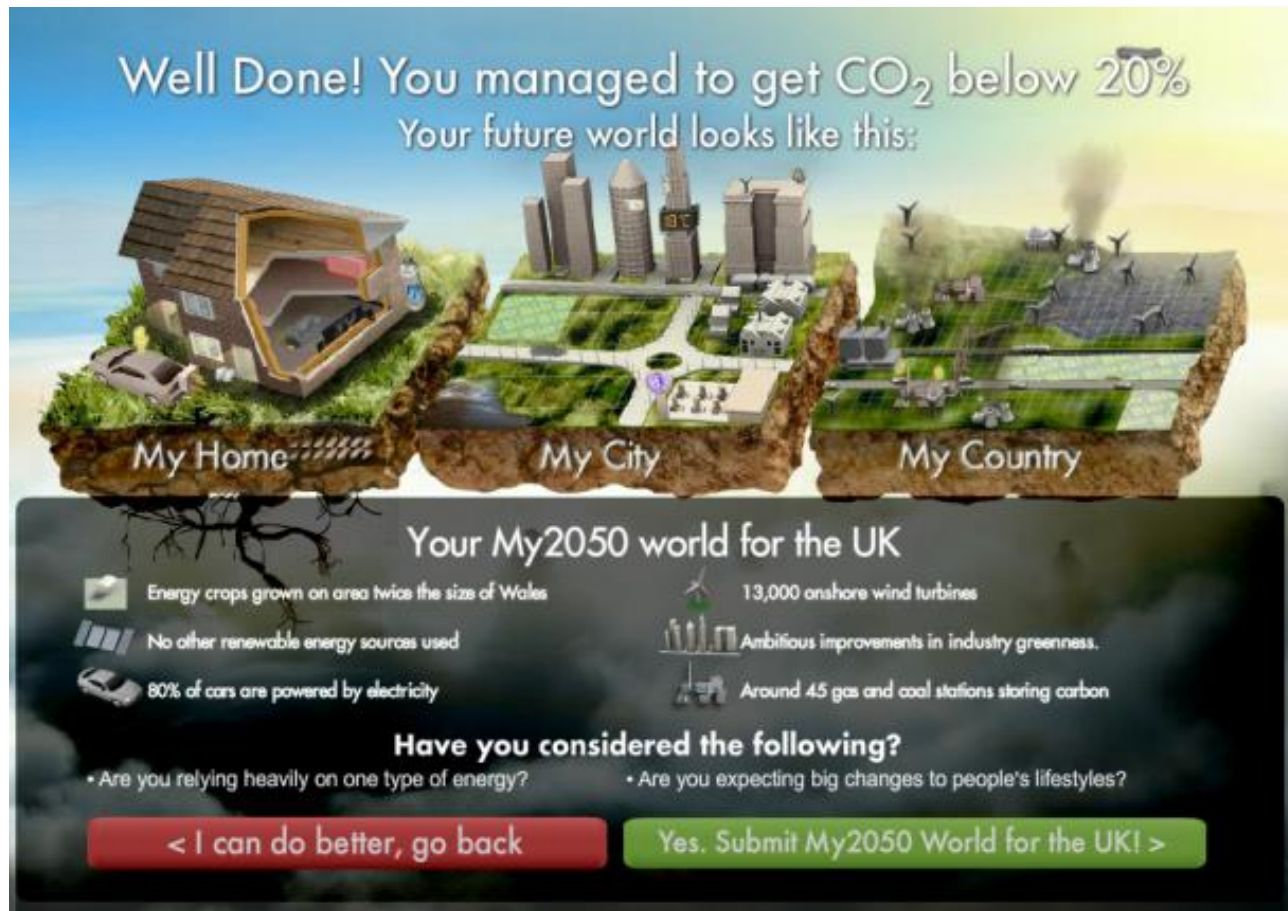 Well Done! You managed to get CO₂ below 20%
Your future world looks like this:
18°C
My Home
My City
My Country
Your My2050 world for the UK
Energy crops grown on area twice the size of Wales
13,000 onshore wind turbines
No other renewable energy sources used
Ambitious improvements in industry greenness.
80% of cars are powered by electricity
Around 45 gas and coal stations storing carbon
Have you considered the following?
• Are you relying heavily on one type of energy?
• Are you expecting big changes to people's lifestyles?
< I can do better, go back
Yes. Submit My2050 World for the UK! >